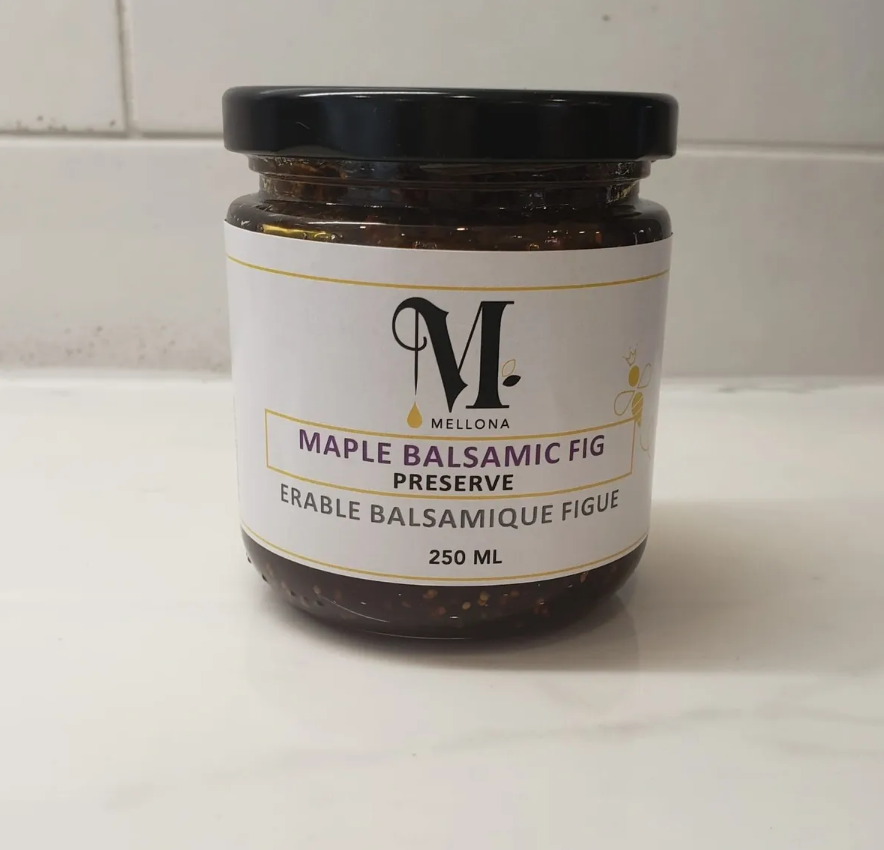 M
MELLONA
MAPLE BALSAMIC FIG
PRESERVE
ERABLE BALSAMIQUE FIGUE
250 ML